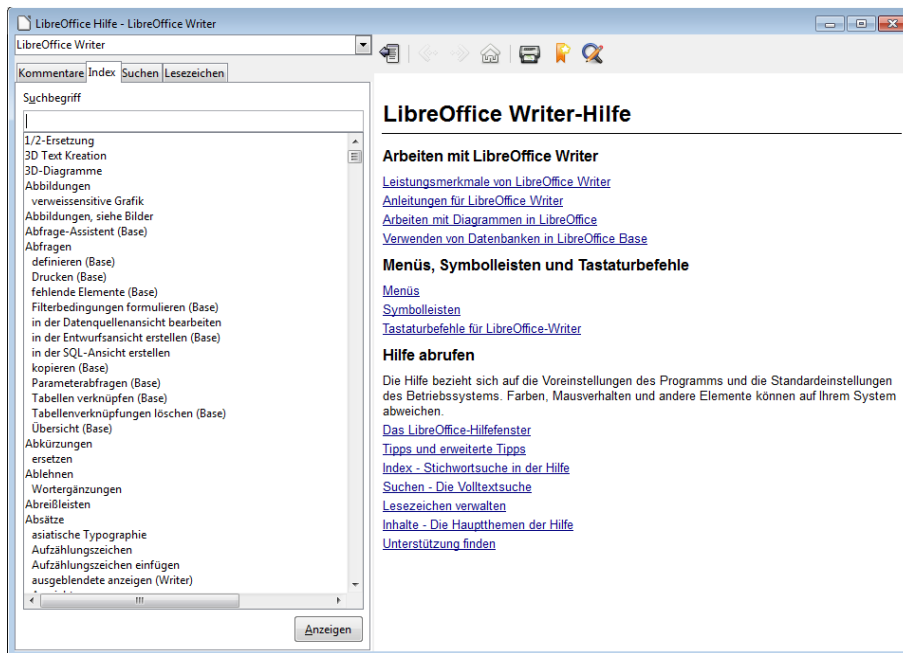 LibreOffice Hilfe - LibreOffice Writer
LibreOffice Writer
Kommentare Index Suchen Lesezeichen
Suchbegriff
1/2-Ersetzung
3D Text Kreation
3D-Diagramme
Abbildungen
verweissensitive Grafik
Abbildungen, siehe Bilder
Abfrage-Assistent (Base)
Abfragen
definieren (Base)
Drucken (Base)
fehlende Elemente (Base)
Filterbedingungen formulieren (Base)
in der Datenquellenansicht bearbeiten
in der Entwurfsansicht erstellen (Base)
in der SQL-Ansicht erstellen
kopieren (Base)
Parameterabfragen (Base)
Tabellen verknüpfen (Base)
Tabellenverknüpfungen löschen (Base)
Übersicht (Base)
Abkürzungen
ersetzen
Ablehnen
Wortergänzungen
Abreißleisten
Absätze
asiatische Typographie
Aufzählungszeichen
Aufzählungszeichen einfügen
ausgeblendete anzeigen (Writer)
Anzeigen
LibreOffice Writer-Hilfe
Arbeiten mit LibreOffice Writer
Leistungsmerkmale von LibreOffice Writer
Anleitungen für LibreOffice Writer
Arbeiten mit Diagrammen in LibreOffice
Verwenden von Datenbanken in LibreOffice Base
Menüs, Symbolleisten und Tastaturbefehle
Menüs
Symbolleisten
Tastaturbefehle für LibreOffice-Writer
Hilfe abrufen
Die Hilfe bezieht sich auf die Voreinstellungen des Programms und die Standardeinstellungen
des Betriebssystems. Farben, Mausverhalten und andere Elemente können auf Ihrem System
abweichen.
Das LibreOffice-Hilfefenster
Tipps und erweiterte Tipps
Index - Stichwortsuche in der Hilfe
Suchen - Die Volltextsuche
Lesezeichen verwalten
Inhalte - Die Hauptthemen der Hilfe
Unterstützung finden